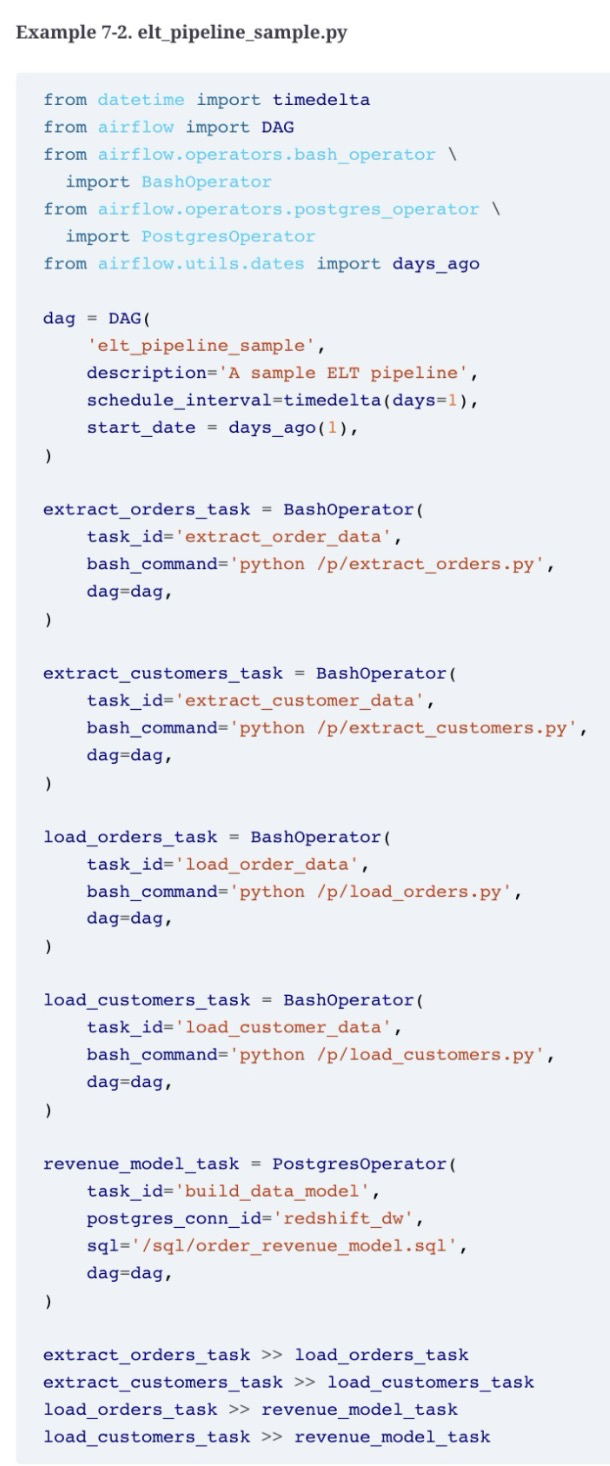 Example 7-2. elt_pipeline_sample.py
from datetime import timedelta
from airflow import DAG
from airflow.operators.bash_operator \
  import BashOperator
from airflow.operators.postgres_operator \
  import PostgresOperator
from airflow.utils.dates import days_ago

dag = DAG(
    'elt_pipeline_sample',
    description='A sample ELT pipeline',
    schedule_interval=timedelta(days=1),
    start_date = days_ago(1),
)

extract_orders_task = BashOperator(
    task_id='extract_order_data',
    bash_command='python /p/extract_orders.py',
    dag=dag,
)

extract_customers_task = BashOperator(
    task_id='extract_customer_data',
    bash_command='python /p/extract_customers.py',
    dag=dag,
)

load_orders_task = BashOperator(
    task_id='load_order_data',
    bash_command='python /p/load_orders.py',
    dag=dag,
)

load_customers_task = BashOperator(
    task_id='load_customer_data',
    bash_command='python /p/load_customers.py',
    dag=dag,
)

revenue_model_task = PostgresOperator(
    task_id='build_data_model',
    postgres_conn_id='redshift_dw',
    sql='/sql/order_revenue_model.sql',
    dag=dag,
)

extract_orders_task >> load_orders_task
extract_customers_task >> load_customers_task
load_orders_task >> revenue_model_task
load_customers_task >> revenue_model_task